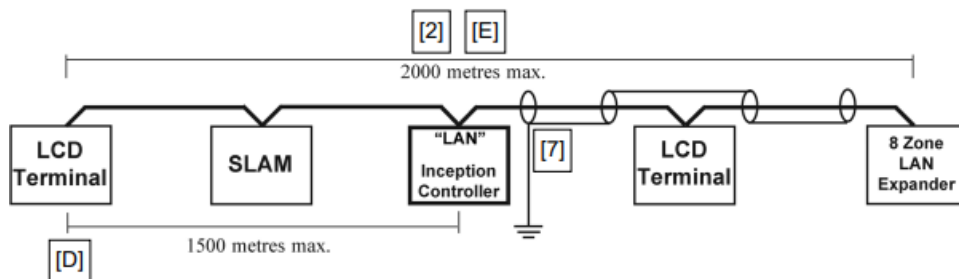 [2] [E]
2000 metres max.
LCD
Terminal
SLAM
"LAN"
Inception
Controller
[7]
LCD
Terminal
8 Zone
LAN
Expander
[D]
1500 metres max.